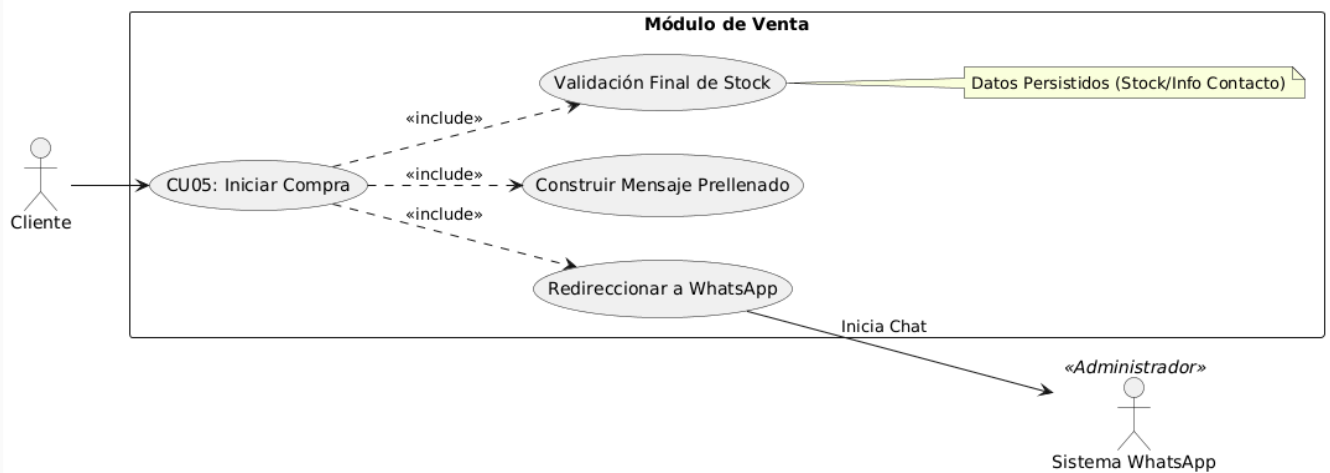 Módulo de Venta
Validación Final de Stock
Datos Persistidos (Stock/Info Contacto)
«include»
CU05: Iniciar Compra
«include»
Construir Mensaje Prellenado
Cliente
«include»
Redireccionar a WhatsApp
Inicia Chat
«Administrador»
Sistema WhatsApp